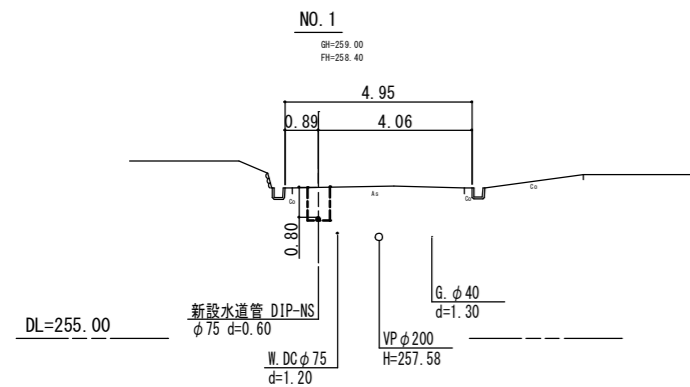 NO. 1
GH=259.00
FH=258.40
4.95
0.89
4.06
Co
As
Co
Co
0.80
新設水道管 DIP-NS
φ75 d=0.60
G.φ40
d=1.30
DL=255.00
VPφ200
H=257.58
W.DCφ75
d=1.20